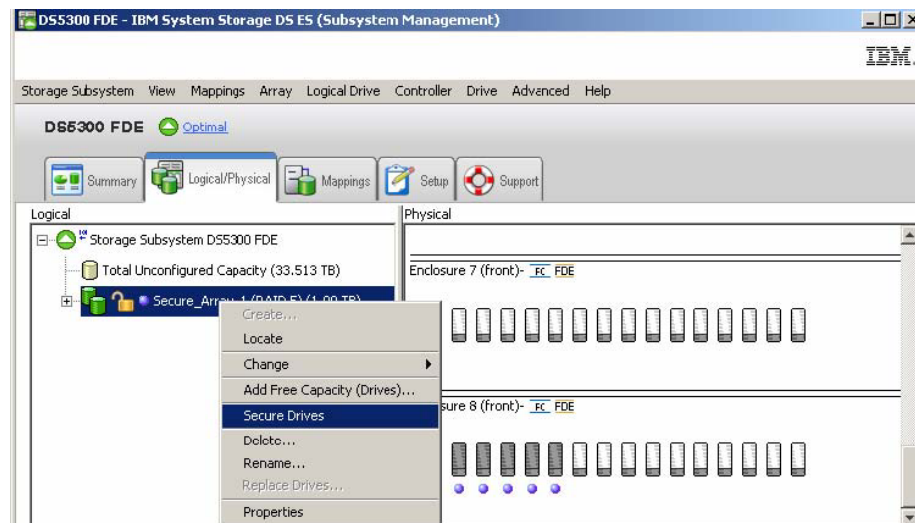 DS5300 FDE - IBM System Storage DS ES (Subsystem Management)
IBM.
Storage Subsystem View Mappings Array Logical Drive Controller Drive Advanced Help
DS5300 FDE Optimal
Summary Logical/Physical Mappings Setup Support
Logical
Physical
Storage Subsystem DS5300 FDE
Total Unconfigured Capacity (33.513 TB)
Enclosure 7 (front)- FC FDE
Create...
Locate
Change
Add Free Capacity (Drives)...
Secure Drives
sure 8 (front)- FC FDE
Delete...
Rename...
Replace Drives...
Properties